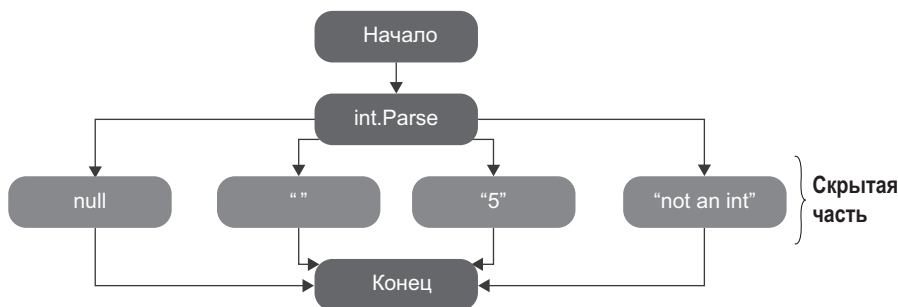 Начало
int.Parse
null
“ ”
“5”
“not an int”
Скрытая
часть
Конец